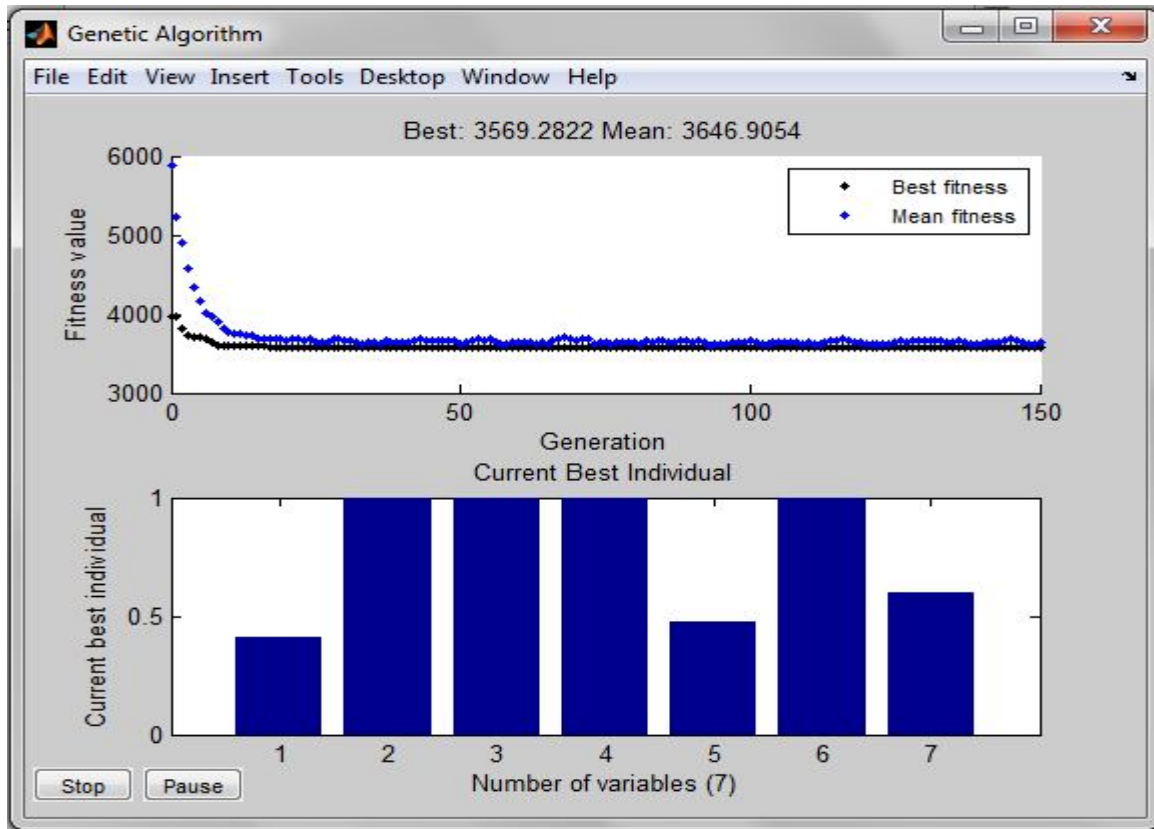 Genetic Algorithm
File Edit View Insert Tools Desktop Window Help
Best: 3569.2822 Mean: 3646.9054
6000
5000
4000
3000
Fitness value
Best fitness
Mean fitness
0 50 100 150
Generation
Current Best Individual
1
0.5
0
Current best individual
1 2 3 4 5 6 7
Number of variables (7)
Stop Pause